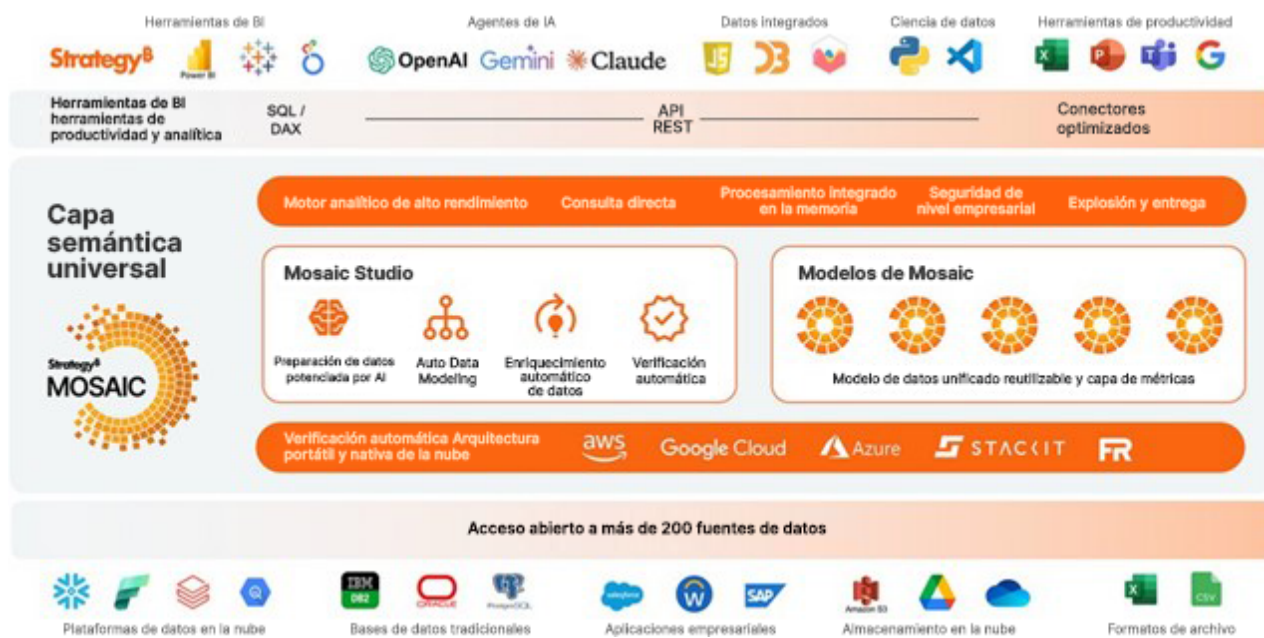 Herramientas de BI
Agentes de IA
Datos integrados
Ciencia de datos
Herramientas de productividad
StrategyB
Power BI
OpenAI
Gemini
Claude
JS
Herramientas de BI
herramientas de
productividad y analítica
SQL /
DAX
API
REST
Conectores
optimizados
Capa
semántica
universal
StrategyB
MOSAIC
Motor analítico de alto rendimiento
Consulta directa
Procesamiento integrado
en la memoria
Seguridad de
nivel empresarial
Explosión y entrega
Mosaic Studio
Preparación de datos
potenciada por AI
Auto Data
Modeling
Enriquecimiento
automático
de datos
Verificación
automática
Modelos de Mosaic
Modelo de datos unificado reutilizable y capa de métricas
Verificación automática Arquitectura
portátil y nativa de la nube
aws
Google Cloud
Azure
STACKIT
FR
Acceso abierto a más de 200 fuentes de datos
IBM
DB2
ORACLE
PostgreSQL
salesforce
W
SAP
Amazon S3
X
CSV
Plataformas de datos en la nube
Bases de datos tradicionales
Aplicaciones empresariales
Almacenamiento en la nube
Formatos de archivo